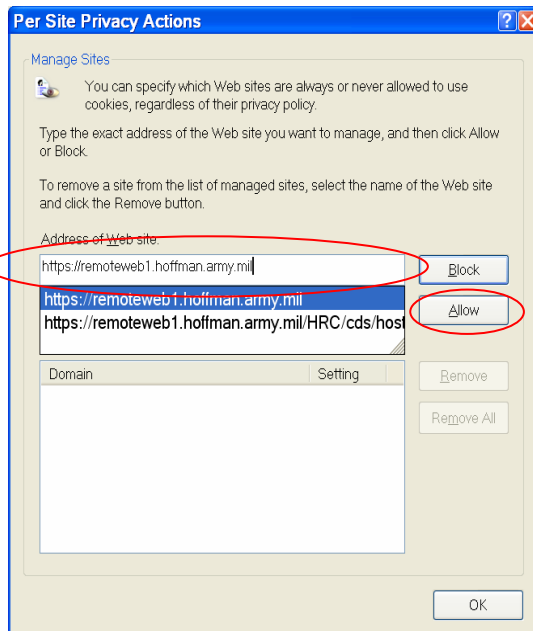 Per Site Privacy Actions
Manage Sites
You can specify which Web sites are always or never allowed to use
cookies, regardless of their privacy policy.
Type the exact address of the Web site you want to manage, and then click Allow
or Block.
To remove a site from the list of managed sites, select the name of the Web site
and click the Remove button.
Address of Web site:
https://remoteweb1.hoffman.army.mil
Block
https://remoteweb1.hoffman.army.mil
https://remoteweb1.hoffman.army.mil/HRC/cds/host
Allow
Domain Setting
Remove
Remove All
OK